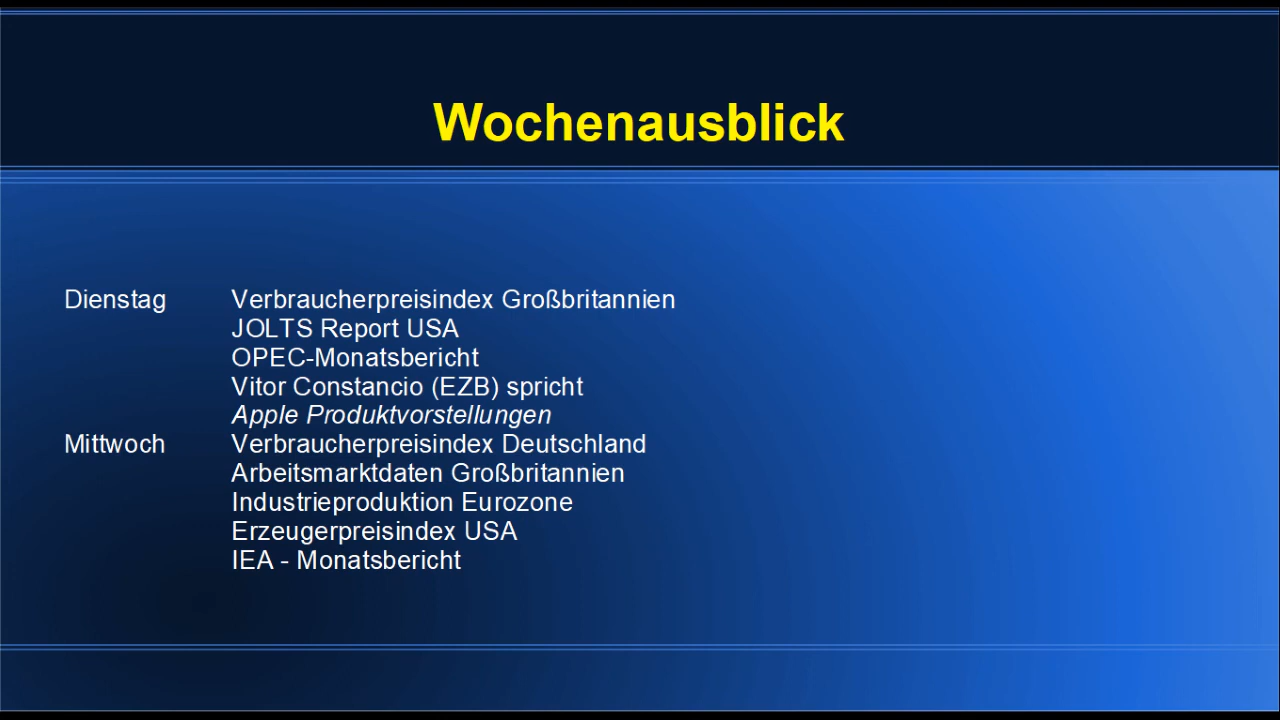 Wochenausblick
Dienstag Verbraucherpreisindex Großbritannien
JOLTS Report USA
OPEC-Monatsbericht
Vitor Constancio (EZB) spricht
Apple Produktvorstellungen
Mittwoch Verbraucherpreisindex Deutschland
Arbeitsmarktdaten Großbritannien
Industrieproduktion Eurozone
Erzeugerpreisindex USA
IEA - Monatsbericht